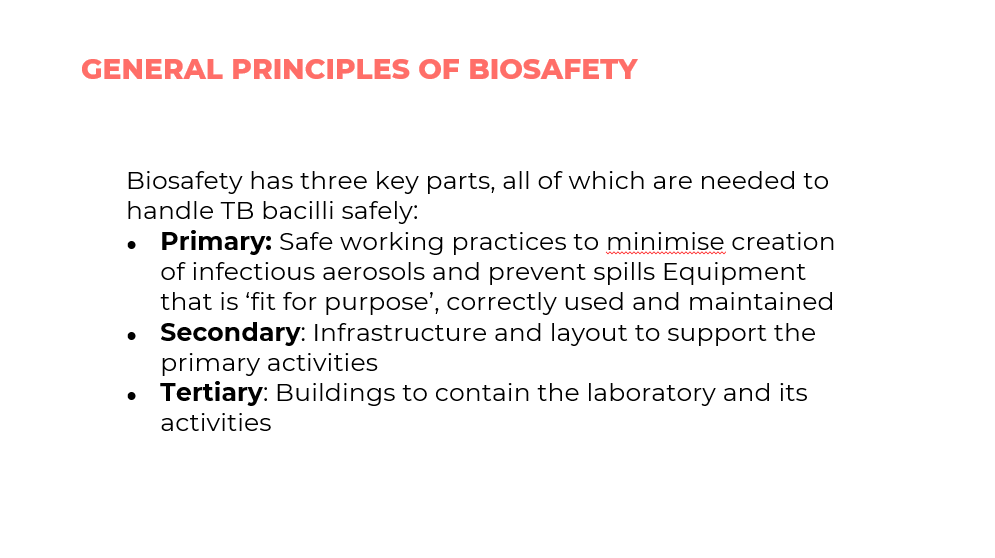 GENERAL PRINCIPLES OF BIOSAFETY
Biosafety has three key parts, all of which are needed to
handle TB bacilli safely:
● Primary: Safe working practices to minimise creation
of infectious aerosols and prevent spills Equipment
that is ‘fit for purpose’, correctly used and maintained
● Secondary: Infrastructure and layout to support the
primary activities
● Tertiary: Buildings to contain the laboratory and its
activities